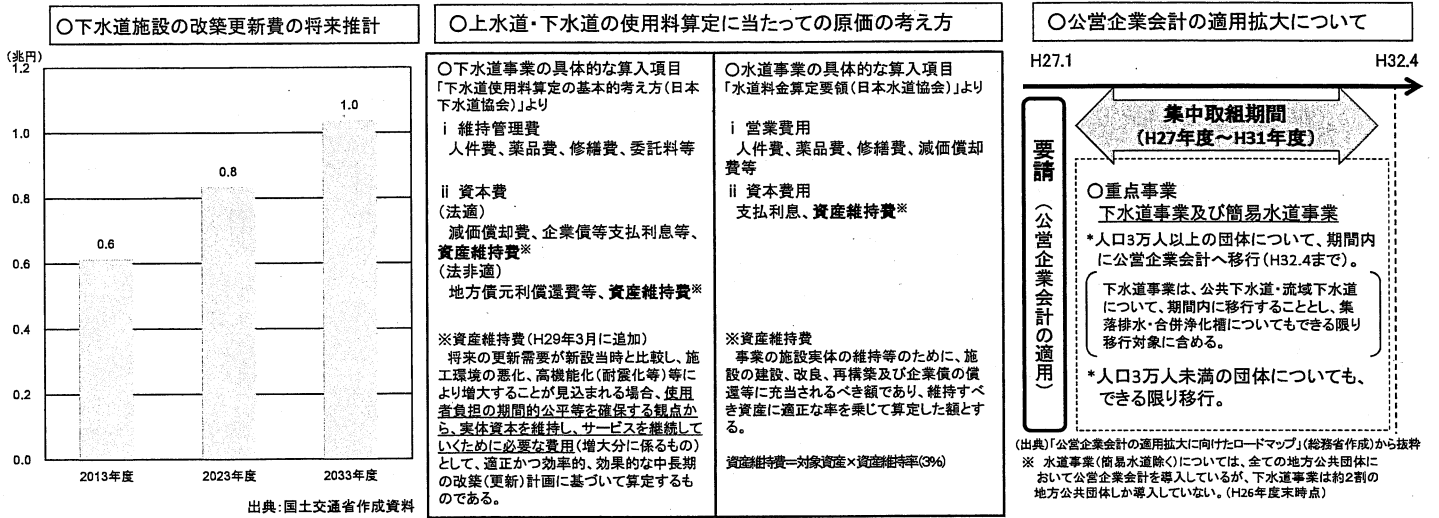 〇下水道施設の改築更新費の将来推計
(兆円)
1.2
1.0
0.8
0.6
0.4
0.2
0.0
0.6
0.8
1.0
2013年度
2023年度
2033年度
出典：国土交通省作成資料
〇上水道・下水道の使用料算定に当たっての原価の考え方
〇下水道事業の具体的な算入項目
「下水道使用料算定の基本的考え方(日本
下水道協会)」より
ⅰ 維持管理費
人件費、薬品費、修繕費、委託料等
ⅱ 資本費
(法適)
減価償却費、企業債等支払利息等、
資産維持費※
(法非適)
地方債元利償還費等、資産維持費※
※資産維持費(H29年3月に追加)
将来の更新需要が新設当時と比較し、施
工環境の悪化、高機能化(耐震化等)等に
より増大することが見込まれる場合、使用
者負担の期間的公平等を確保する観点か
ら、実体資本を維持し、サービスを継続して
いくために必要な費用(増大分に係るもの)
として、適正かつ効率的、効果的な中長期
の改築(更新)計画に基づいて算定するも
のである。
〇水道事業の具体的な算入項目
「水道料金算定要領(日本水道協会)」より
ⅰ 営業費用
人件費、薬品費、修繕費、減価償却
費等
ⅱ 資本費用
支払利息、資産維持費※
※資産維持費
事業の施設実体の維持等のために、施
設の建設、改良、再構築及び企業債の償
還等に充当されるべき額であり、維持すべ
き資産に適正な率を乗じて算定した額とす
る。
資産維持費＝対象資産×資産維持率(3%)
〇公営企業会計の適用拡大について
H27.1
H32.4
集中取組期間
(H27年度～H31年度)
要請(公営企業会計の適用)
〇重点事業
下水道事業及び簡易水道事業
*人口3万人以上の団体について、期間内
に公営企業会計へ移行(H32.4まで)。
下水道事業は、公共下水道・流域下水道
について、期間内に移行することとし、集
落排水・合併浄化槽についてもできる限り
移行対象に含める。
*人口3万人未満の団体についても、
できる限り移行。
(出典)「公営企業会計の適用拡大に向けたロードマップ」(総務省作成)から抜粋
※ 水道事業(簡易水道除く)については、全ての地方公共団体に
おいて公営企業会計を導入しているが、下水道事業は約2割の
地方公共団体しか導入していない。(H26年度末時点)